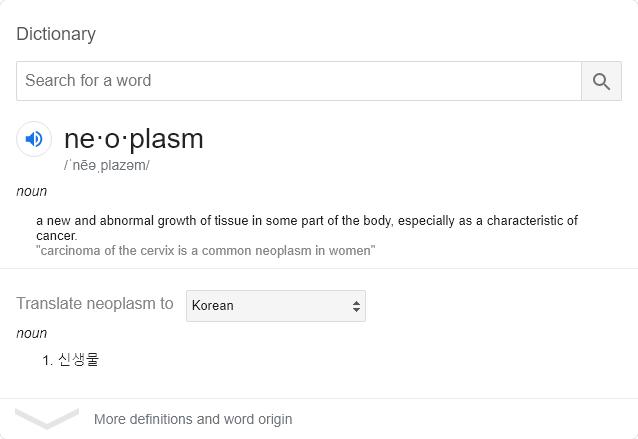 Dictionary
Search for a word
ne·o·plasm
/ˈnēəˌplazəm/
noun
a new and abnormal growth of tissue in some part of the body, especially as a characteristic of
cancer.
"carcinoma of the cervix is a common neoplasm in women"
Translate neoplasm to Korean
noun
1. 신생물
More definitions and word origin